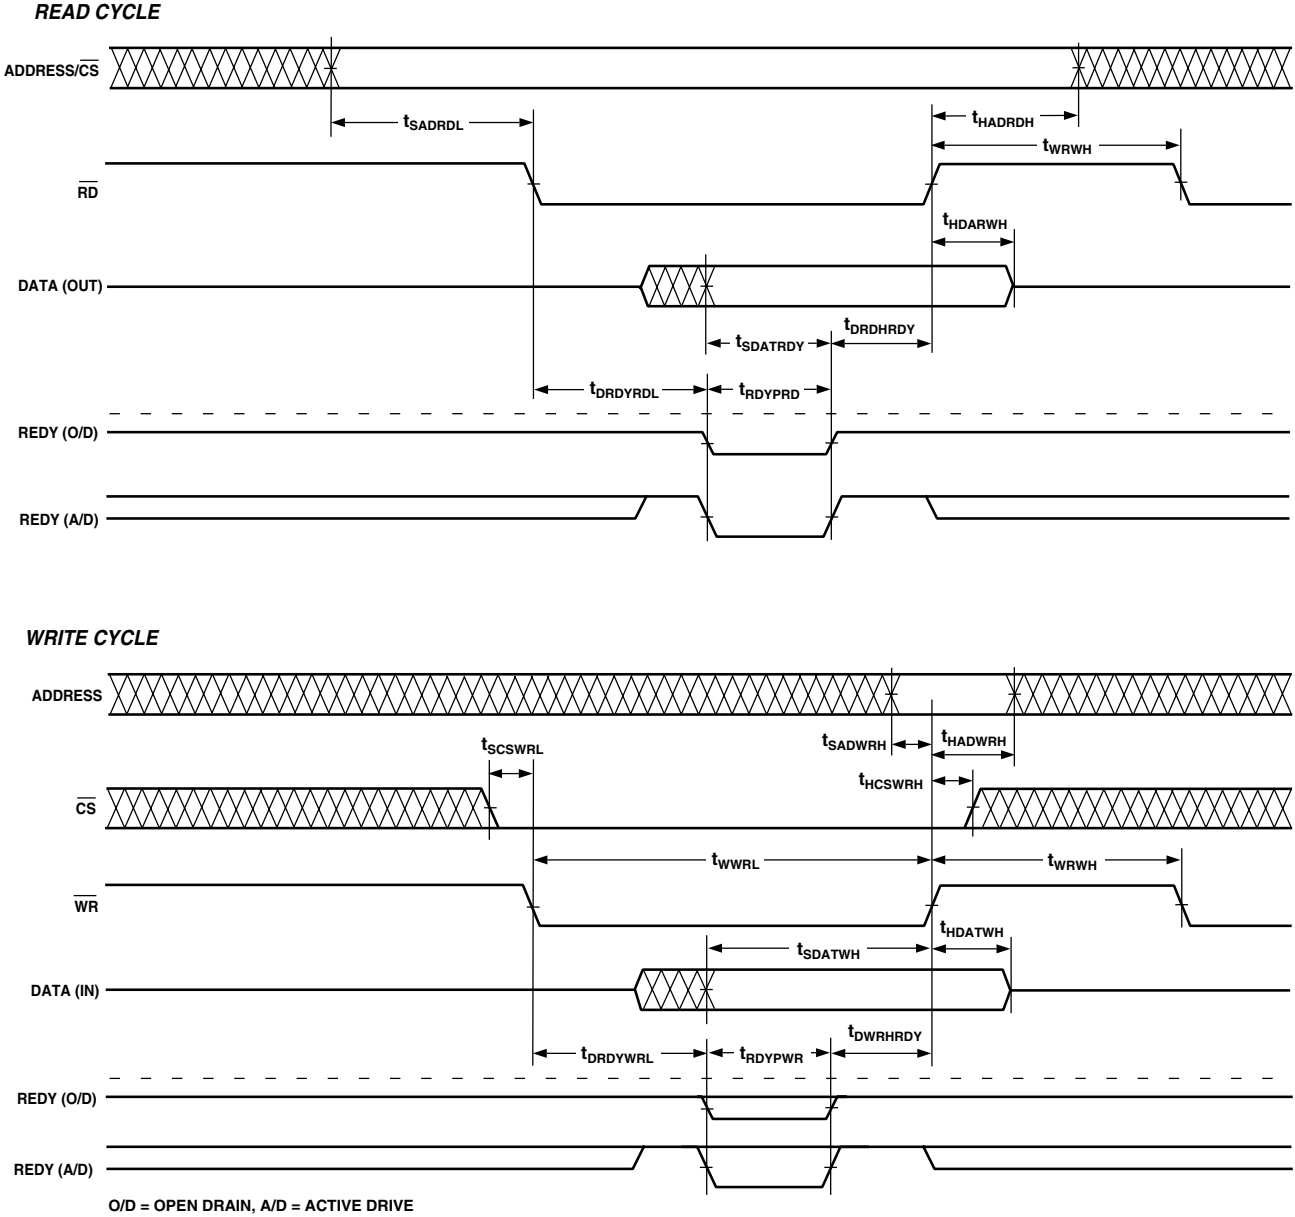 READ CYCLE
ADDRESS/CS
tSADRDL
tHADRDH
tWRWH
RD
tHDARWH
DATA (OUT)
tDRDHRDY
tSDATRDY
tDRDYRDL
tRDYPRD
REDY (O/D)
REDY (A/D)
WRITE CYCLE
ADDRESS
tSCSWRL
tSADWRH
tHADWRH
tHCSWRH
CS
tWWRL
tWRWH
WR
tHDATWH
tSDATWH
DATA (IN)
tDWRHRDY
tDRDYWRL
tRDYPWR
REDY (O/D)
REDY (A/D)
O/D = OPEN DRAIN, A/D = ACTIVE DRIVE